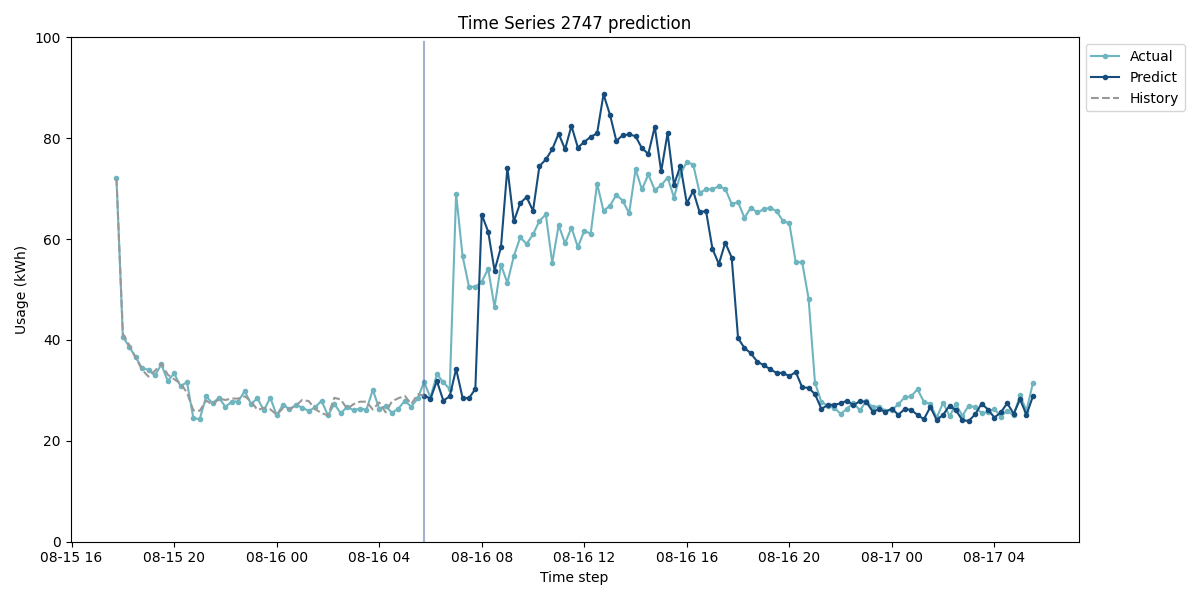 Time Series 2747 prediction
Actual
Predict
History
Usage (kWh)
100
80
60
40
20
0
08-15 16 08-15 20 08-16 00 08-16 04 08-16 08 08-16 12 08-16 16 08-16 20 08-17 00 08-17 04
Time step